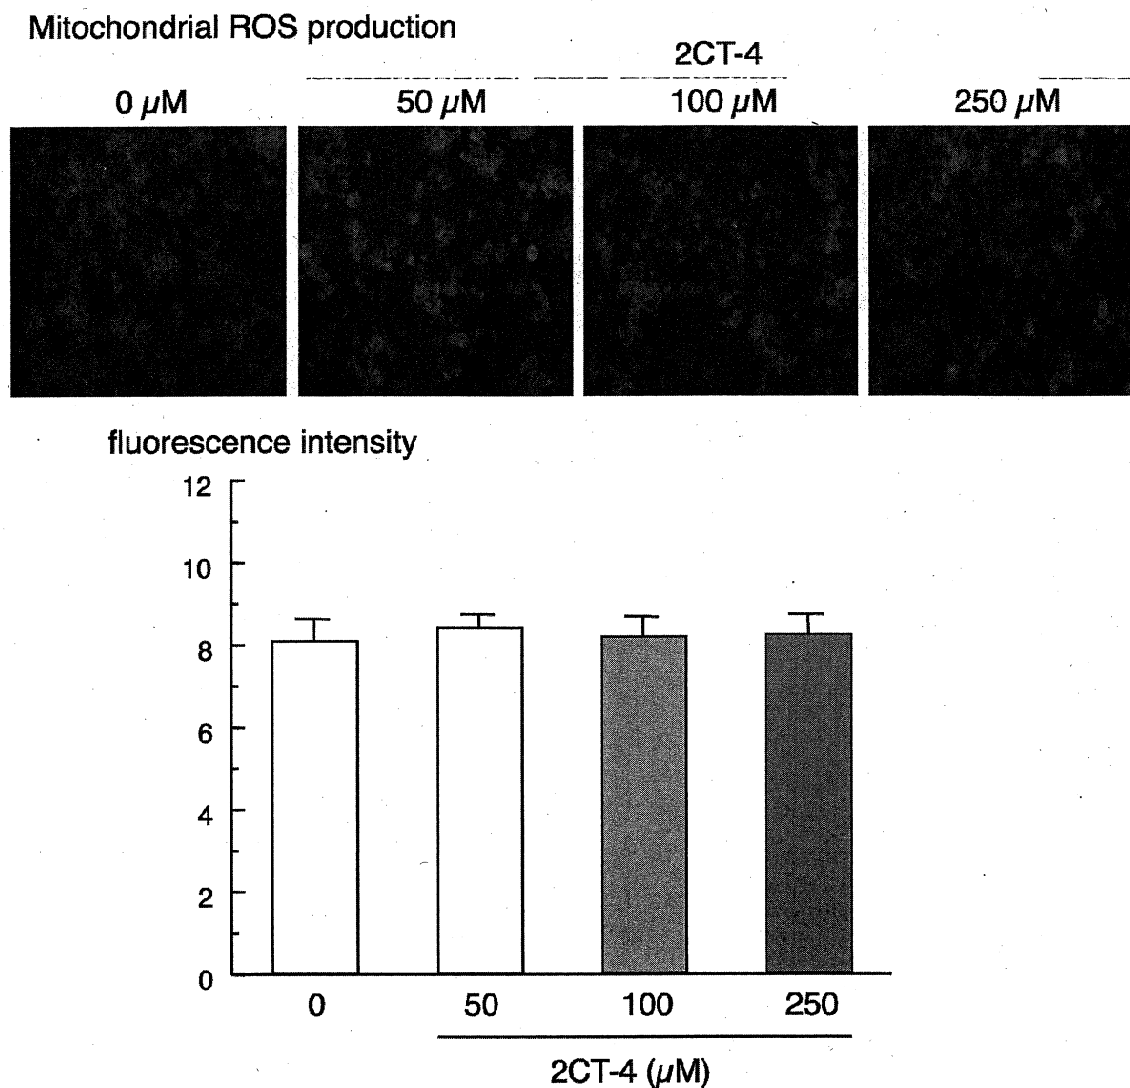 Mitochondrial ROS production
2CT-4
0 µM 50 µM 100 µM 250 µM
fluorescence intensity
12
10
8
6
4
2
0
0 50 100 250
2CT-4 (µM)